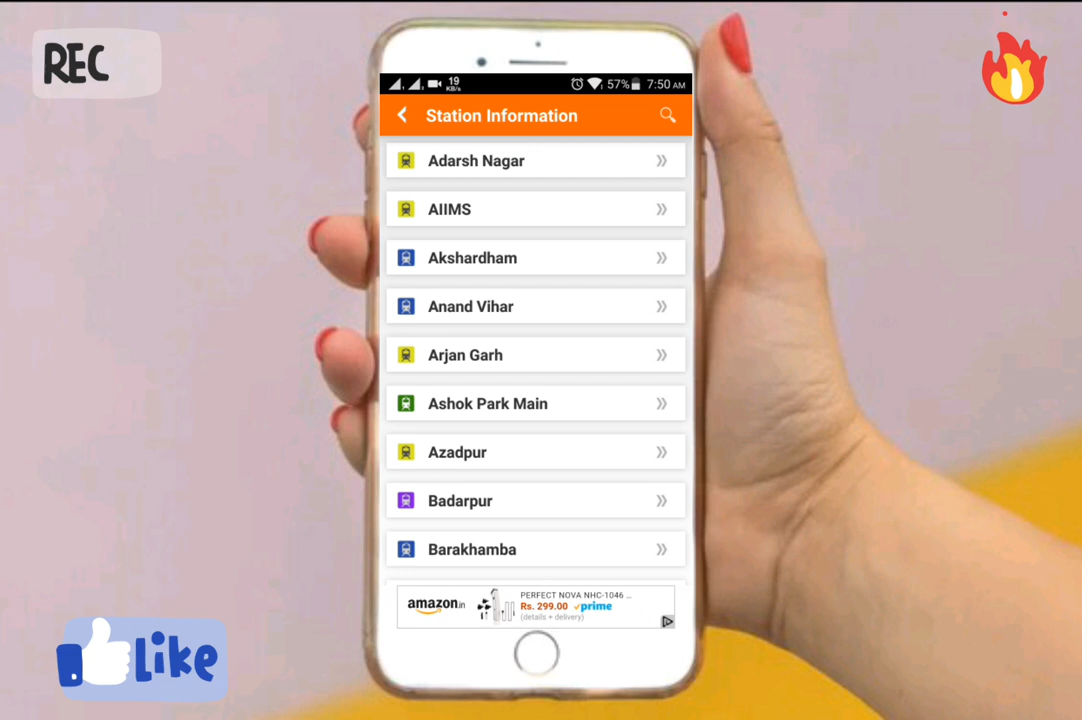 REC
19
KB/s
57%
7:50 AM
Station Information
Adarsh Nagar
AIIMS
Akshardham
Anand Vihar
Arjan Garh
Ashok Park Main
Azadpur
Badarpur
Barakhamba
amazon.in
PERFECT NOVA NHC-1046 ...
Rs. 299.00 prime
(details + delivery)
Like